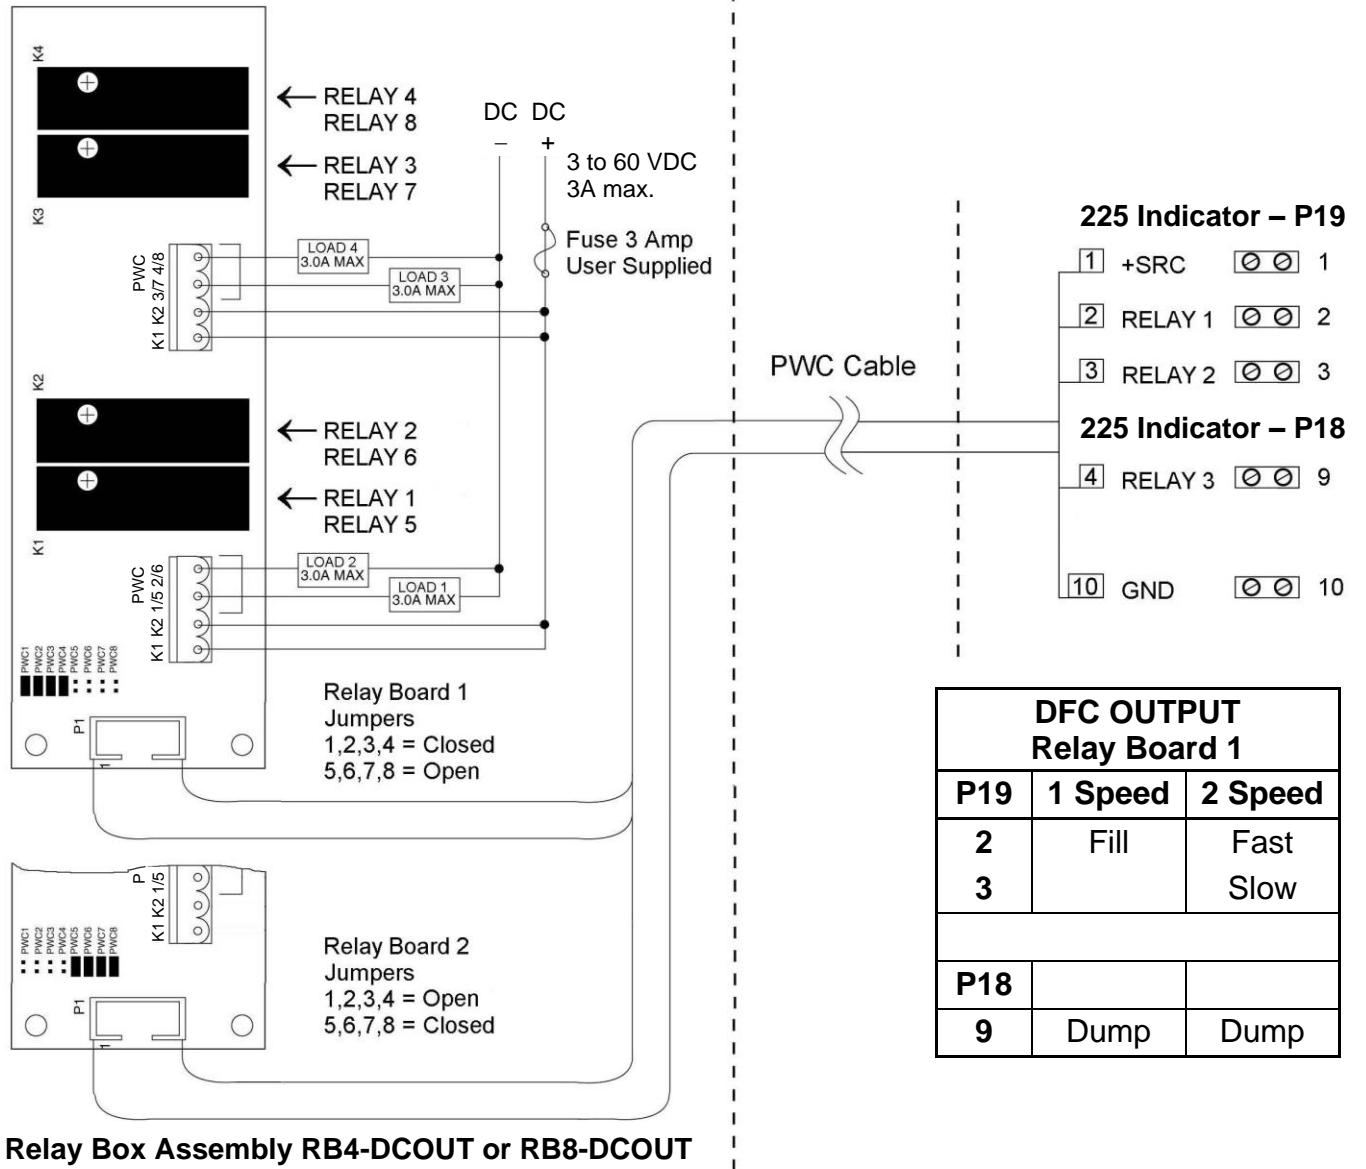 K4
RELAY 4
RELAY 8
RELAY 3
RELAY 7
K3
DC DC
– +
3 to 60 VDC
3A max.
Fuse 3 Amp
User Supplied
PWC
K1 K2 3/7 4/8
LOAD 4
3.0A MAX
LOAD 3
3.0A MAX
K2
RELAY 2
RELAY 6
RELAY 1
RELAY 5
K1
PWC
K1 K2 1/5 2/6
LOAD 2
3.0A MAX
LOAD 1
3.0A MAX
PWC1
PWC2
PWC3
PWC4
PWC5
PWC6
PWC7
PWC8
P1
1
Relay Board 1
Jumpers
1,2,3,4 = Closed
5,6,7,8 = Open
P
K1 K2 1/5
PWC1
PWC2
PWC3
PWC4
PWC5
PWC6
PWC7
PWC8
P1
1
Relay Board 2
Jumpers
1,2,3,4 = Open
5,6,7,8 = Closed
Relay Box Assembly RB4-DCOUT or RB8-DCOUT
PWC Cable
225 Indicator – P19
1 +SRC 1
2 RELAY 1 2
3 RELAY 2 3
225 Indicator – P18
4 RELAY 3 9
10 GND 10
DFC OUTPUT
Relay Board 1
P19 1 Speed 2 Speed
2 Fill Fast
3 Slow
P18
9 Dump Dump